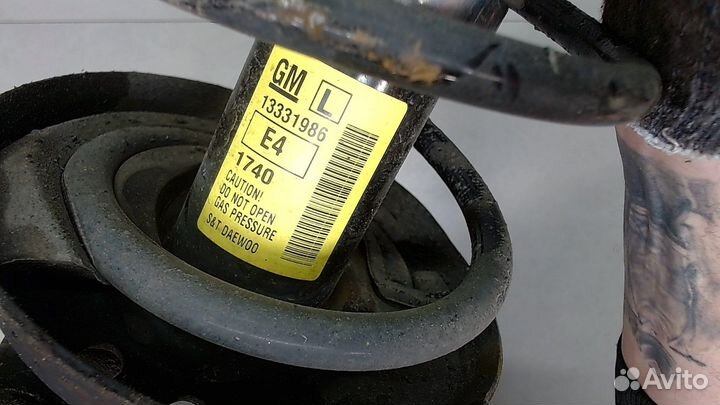 GM L
13331986
E4
1740
CAUTION!
DO NOT OPEN
GAS PRESSURE
S&T DAEWOO
Avito